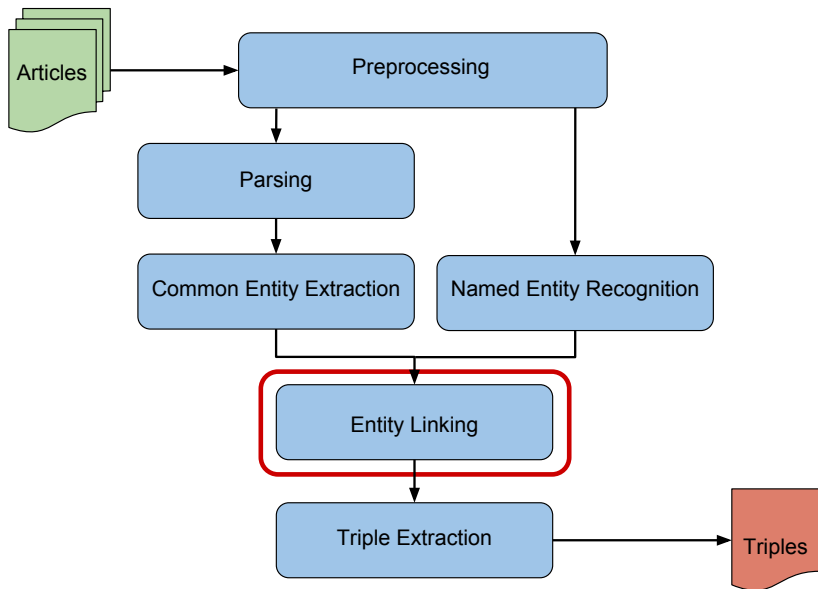 Articles
Preprocessing
Parsing
Common Entity Extraction
Named Entity Recognition
Entity Linking
Triple Extraction
Triples